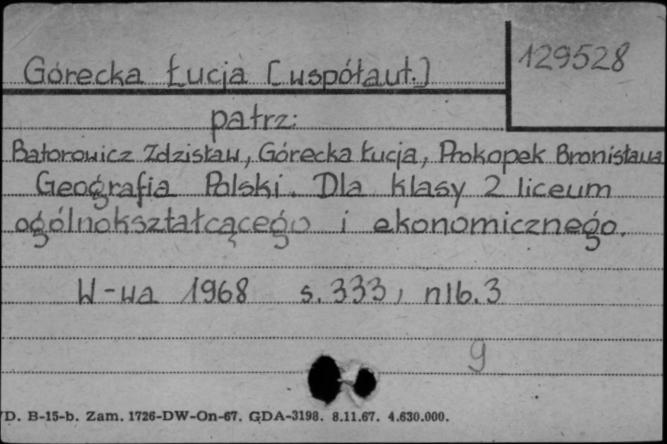 Górecka Łucja [współaut.]
129528
patrz:
Batorowicz Zdzisław, Górecka Łucja, Prokopek Bronisława
Geografia Polski. Dla klasy 2 liceum
ogólnokształcącego i ekonomicznego.
W-wa 1968 s. 333, nlb. 3
g
D. B-15-b. Zam. 1726-DW-On-67. GDA-3198. 8.11.67. 4.630.000.